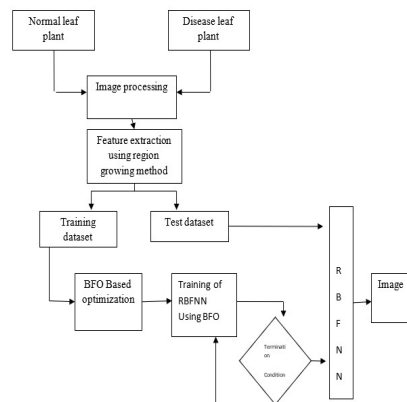 Normal leaf
plant
Disease leaf
plant
Image processing
Feature extraction
using region
growing method
Training
dataset
Test dataset
BFO Based
optimization
Training of
RBFNN
Using BFO
Terminati
on
Condition
R
B
F
N
N
Image